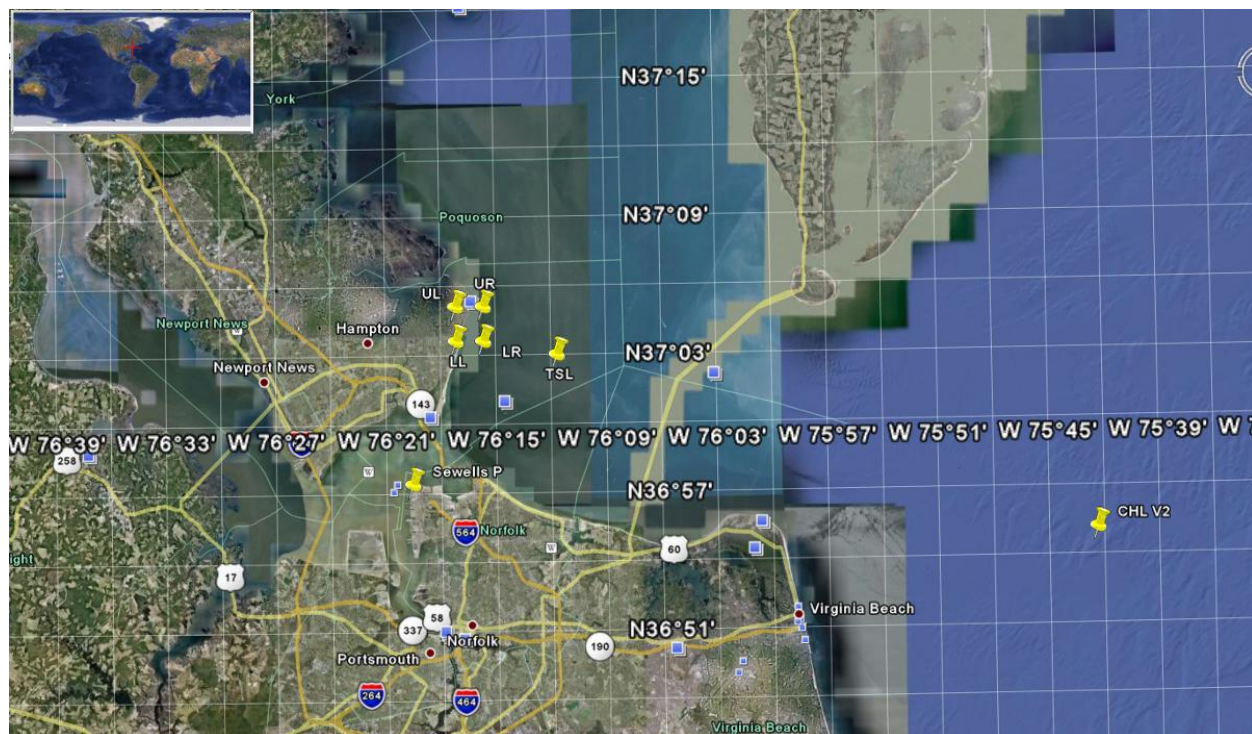 N37°15'
York
N37°09'
Poquoson
UL
UR
Newport News
Hampton
LL
LR
TSL
N37°03'
Newport News
143
W 76°39' W 76°33' W 76°27' W 76°21' W 76°15' W 76°09' W 76°03' W 75°57' W 75°51' W 75°45' W 75°39' W
258
W
W
Sewells P
N36°57'
CHL V2
564
Norfolk
W
60
ight
17
58
337
Norfolk
N36°51'
190
Virginia Beach
Portsmouth
264
464
Virginia Beach